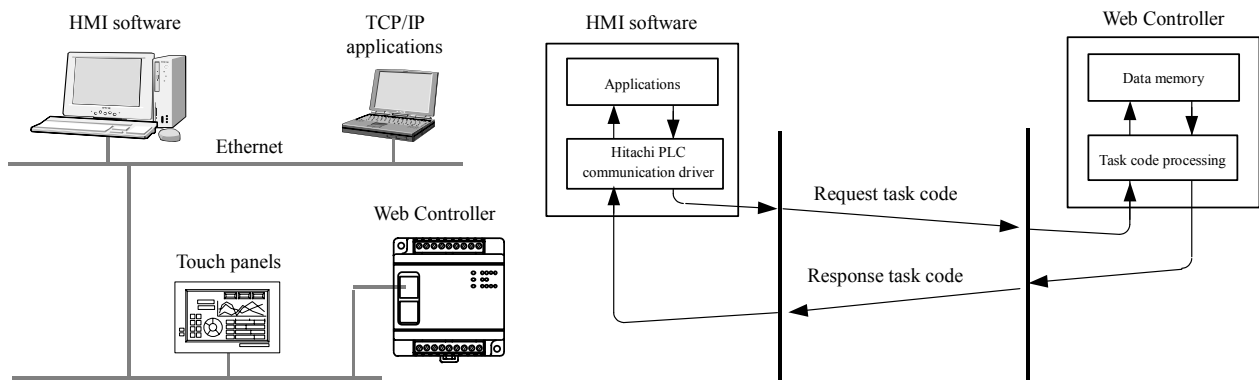 HMI software
TCP/IP
applications
Ethernet
Web Controller
Touch panels
HMI software
Applications
Hitachi PLC
communication driver
Request task code
Response task code
Web Controller
Data memory
Task code processing